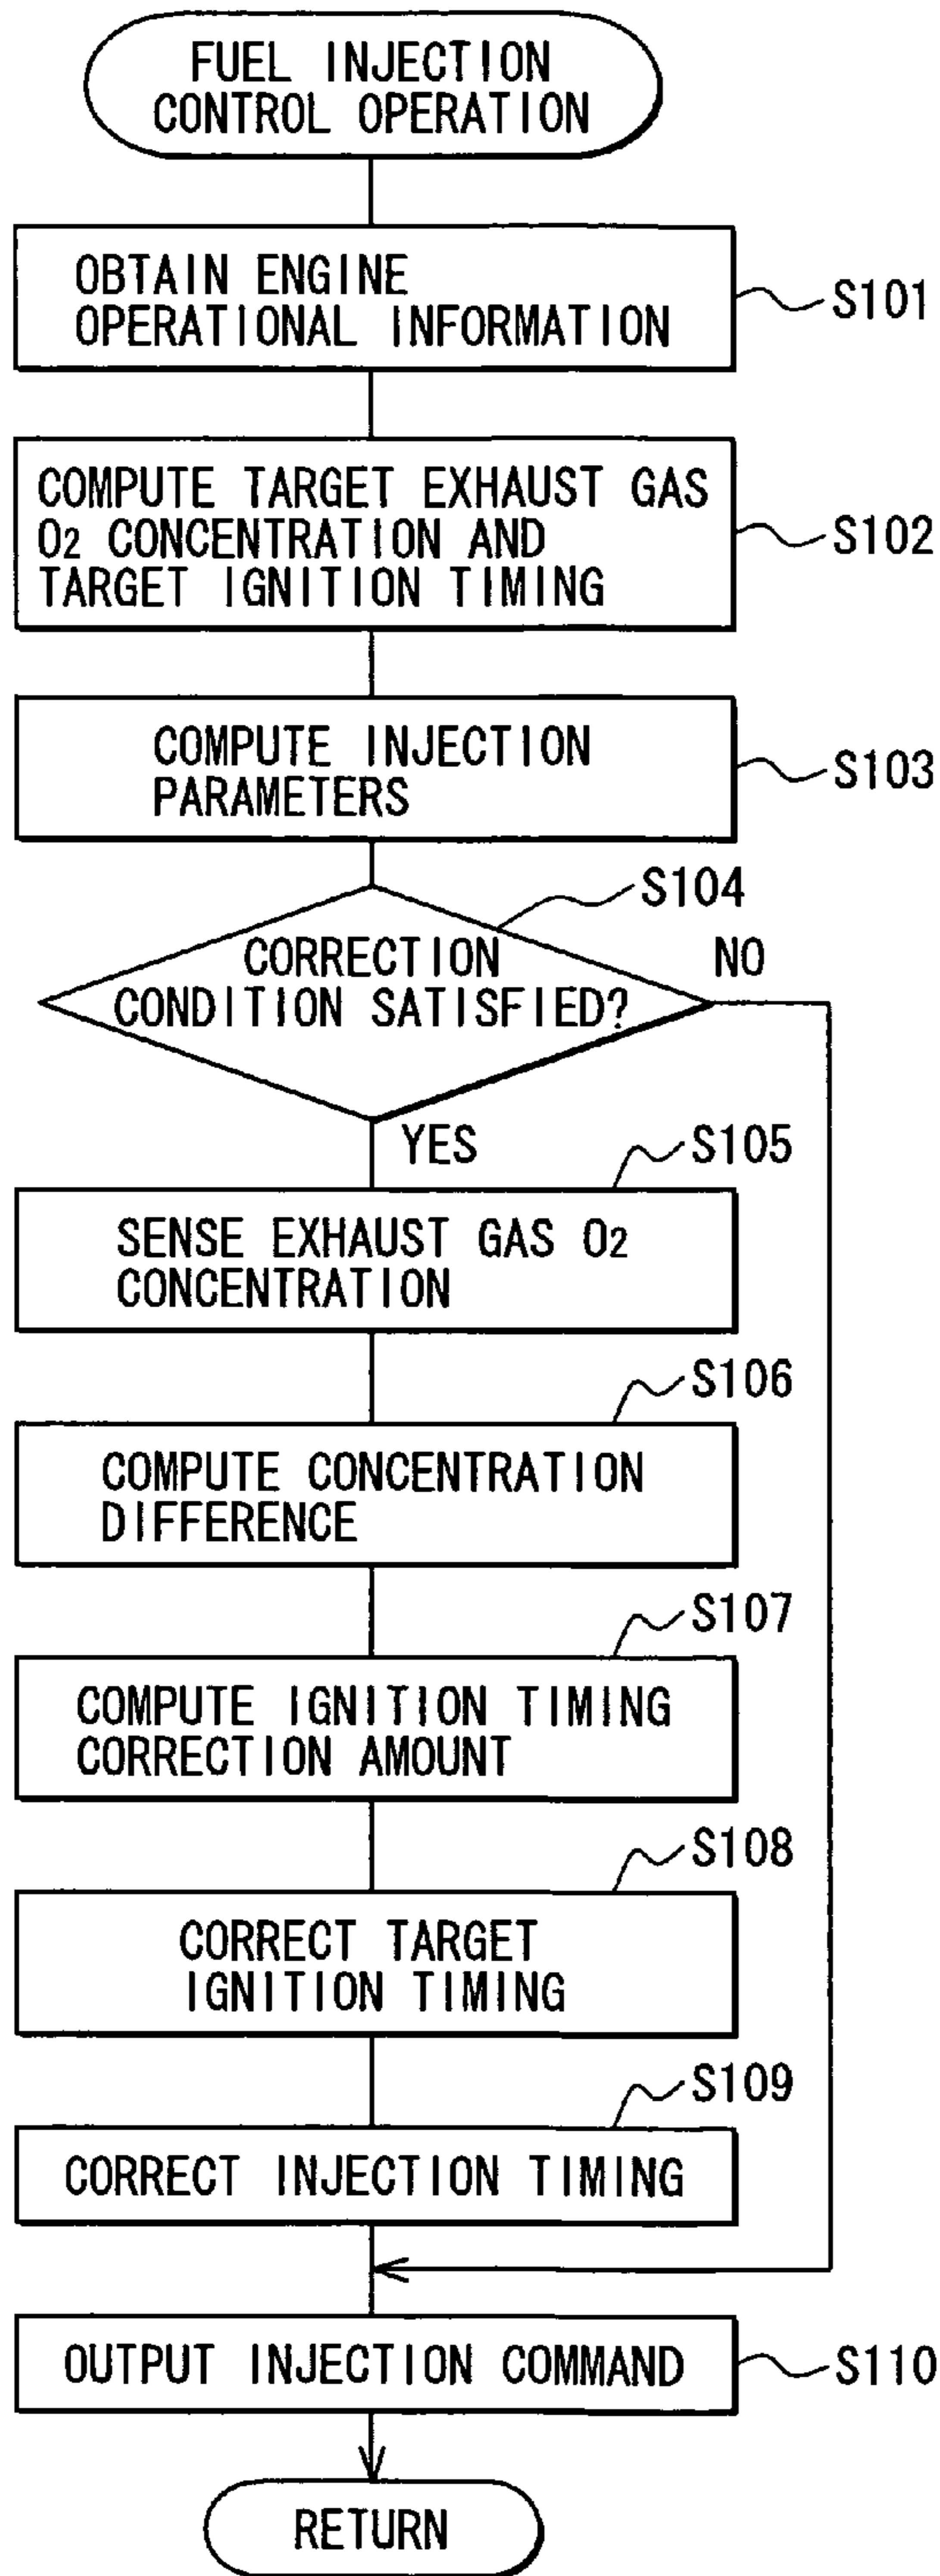 FUEL INJECTION
CONTROL OPERATION
OBTAIN ENGINE
OPERATIONAL INFORMATION
S101
COMPUTE TARGET EXHAUST GAS
O2 CONCENTRATION AND
TARGET IGNITION TIMING
S102
COMPUTE INJECTION
PARAMETERS
S103
S104
CORRECTION
CONDITION SATISFIED?
NO
YES
S105
SENSE EXHAUST GAS O2
CONCENTRATION
S106
COMPUTE CONCENTRATION
DIFFERENCE
S107
COMPUTE IGNITION TIMING
CORRECTION AMOUNT
S108
CORRECT TARGET
IGNITION TIMING
S109
CORRECT INJECTION TIMING
OUTPUT INJECTION COMMAND
S110
RETURN